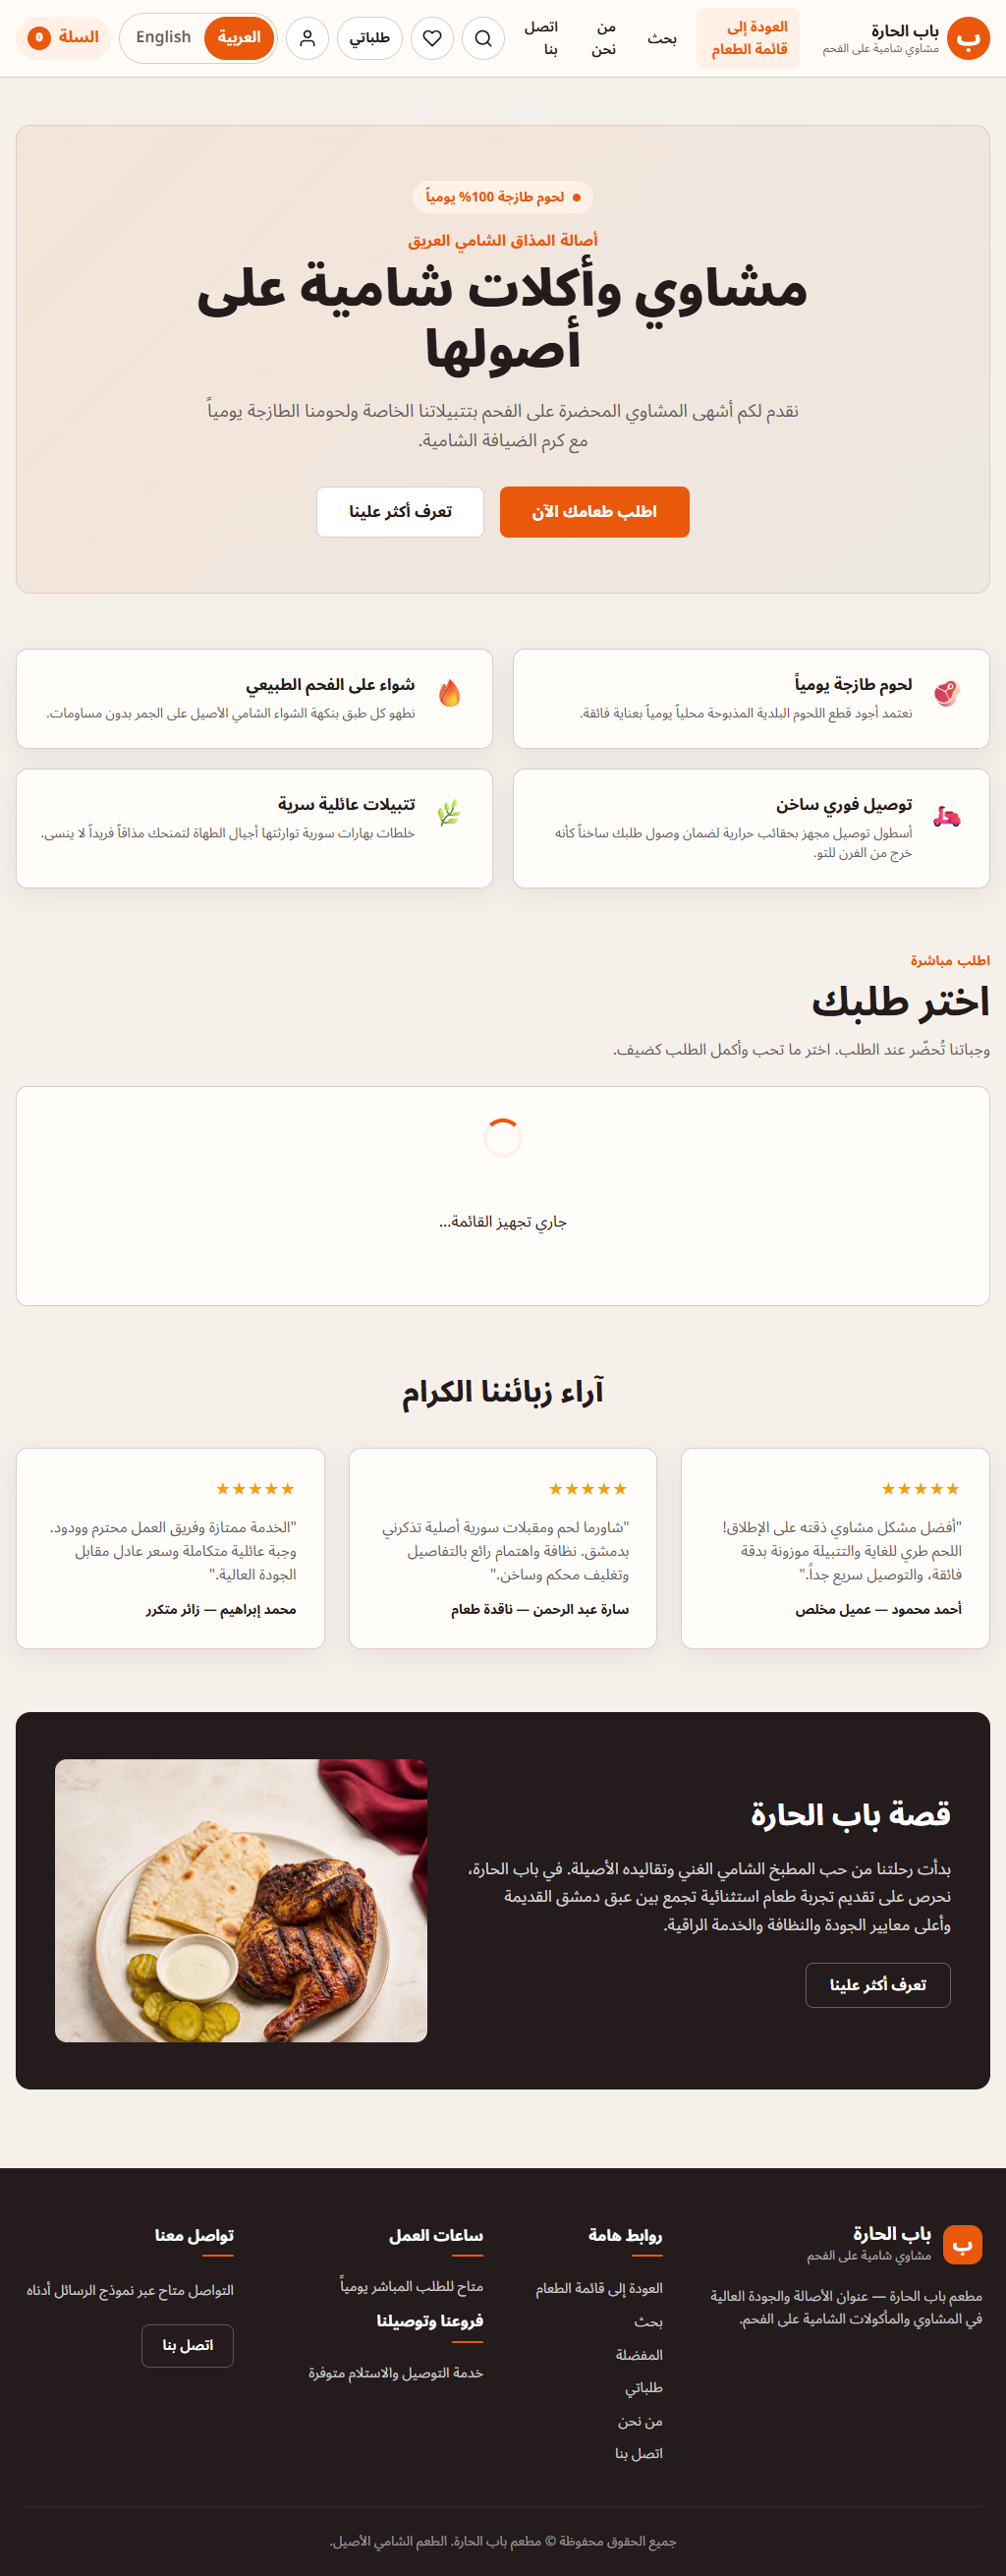 ب
باب الحارة
مشاوي شامية على الفحم
العودة إلى
قائمة الطعام
بحث
من
نحن
اتصل
بنا
طلباتي
العربية
English
السلة 0
لحوم طازجة 100% يومياً
أصالة المذاق الشامي العريق
مشاوي وأكلات شامية على
أصولها
نقدم لكم أشهى المشاوي المحضرة على الفحم بتتبيلاتنا الخاصة ولحومنا الطازجة يومياً
مع كرم الضيافة الشامية.
اطلب طعامك الآن
تعرف أكثر علينا
لحوم طازجة يومياً
نعتمد أجود قطع اللحوم البلدية المذبوحة محلياً يومياً بعناية فائقة.
شواء على الفحم الطبيعي
نطهو كل طبق بنكهة الشواء الشامي الأصيل على الجمر بدون مساومات.
توصيل فوري ساخن
أسطول توصيل مجهز بحقائب حرارية لضمان وصول طلبك ساخناً كأنه
خرج من الفرن للتو.
تتبيلات عائلية سرية
خلطات بهارات سورية توارثتها أجيال الطهاة لتمنحك مذاقاً فريداً لا ينسى.
اطلب مباشرة
اختر طلبك
وجباتنا تُحضّر عند الطلب. اختر ما تحب وأكمل الطلب كضيف.
جاري تجهيز القائمة...
آراء زبائننا الكرام
★★★★★
"أفضل مشكل مشاوي ذقته على الإطلاق!
اللحم طري للغاية والتتبيلة موزونة بدقة
فائقة، والتوصيل سريع جداً."
أحمد محمود — عميل مخلص
★★★★★
"شاورما لحم ومقبلات سورية أصلية تذكرني
بدمشق. نظافة واهتمام رائع بالتفاصيل
وتغليف محكم وساخن."
سارة عبد الرحمن — ناقدة طعام
★★★★★
"الخدمة ممتازة وفريق العمل محترم وودود.
وجبة عائلية متكاملة وسعر عادل مقابل
الجودة العالية."
محمد إبراهيم — زائر متكرر
قصة باب الحارة
بدأت رحلتنا من حب المطبخ الشامي الغني وتقاليده الأصيلة. في باب الحارة،
نحرص على تقديم تجربة طعام استثنائية تجمع بين عبق دمشق القديمة
وأعلى معايير الجودة والنظافة والخدمة الراقية.
تعرف أكثر علينا
ب
باب الحارة
مشاوي شامية على الفحم
مطعم باب الحارة — عنوان الأصالة والجودة العالية
في المشاوي والمأكولات الشامية على الفحم.
روابط هامة
العودة إلى قائمة الطعام
بحث
المفضلة
طلباتي
من نحن
اتصل بنا
ساعات العمل
متاح للطلب المباشر يومياً
فروعنا وتوصيلنا
خدمة التوصيل والاستلام متوفرة
تواصل معنا
التواصل متاح عبر نموذج الرسائل أدناه
اتصل بنا
جميع الحقوق محفوظة © مطعم باب الحارة. الطعم الشامي الأصيل.